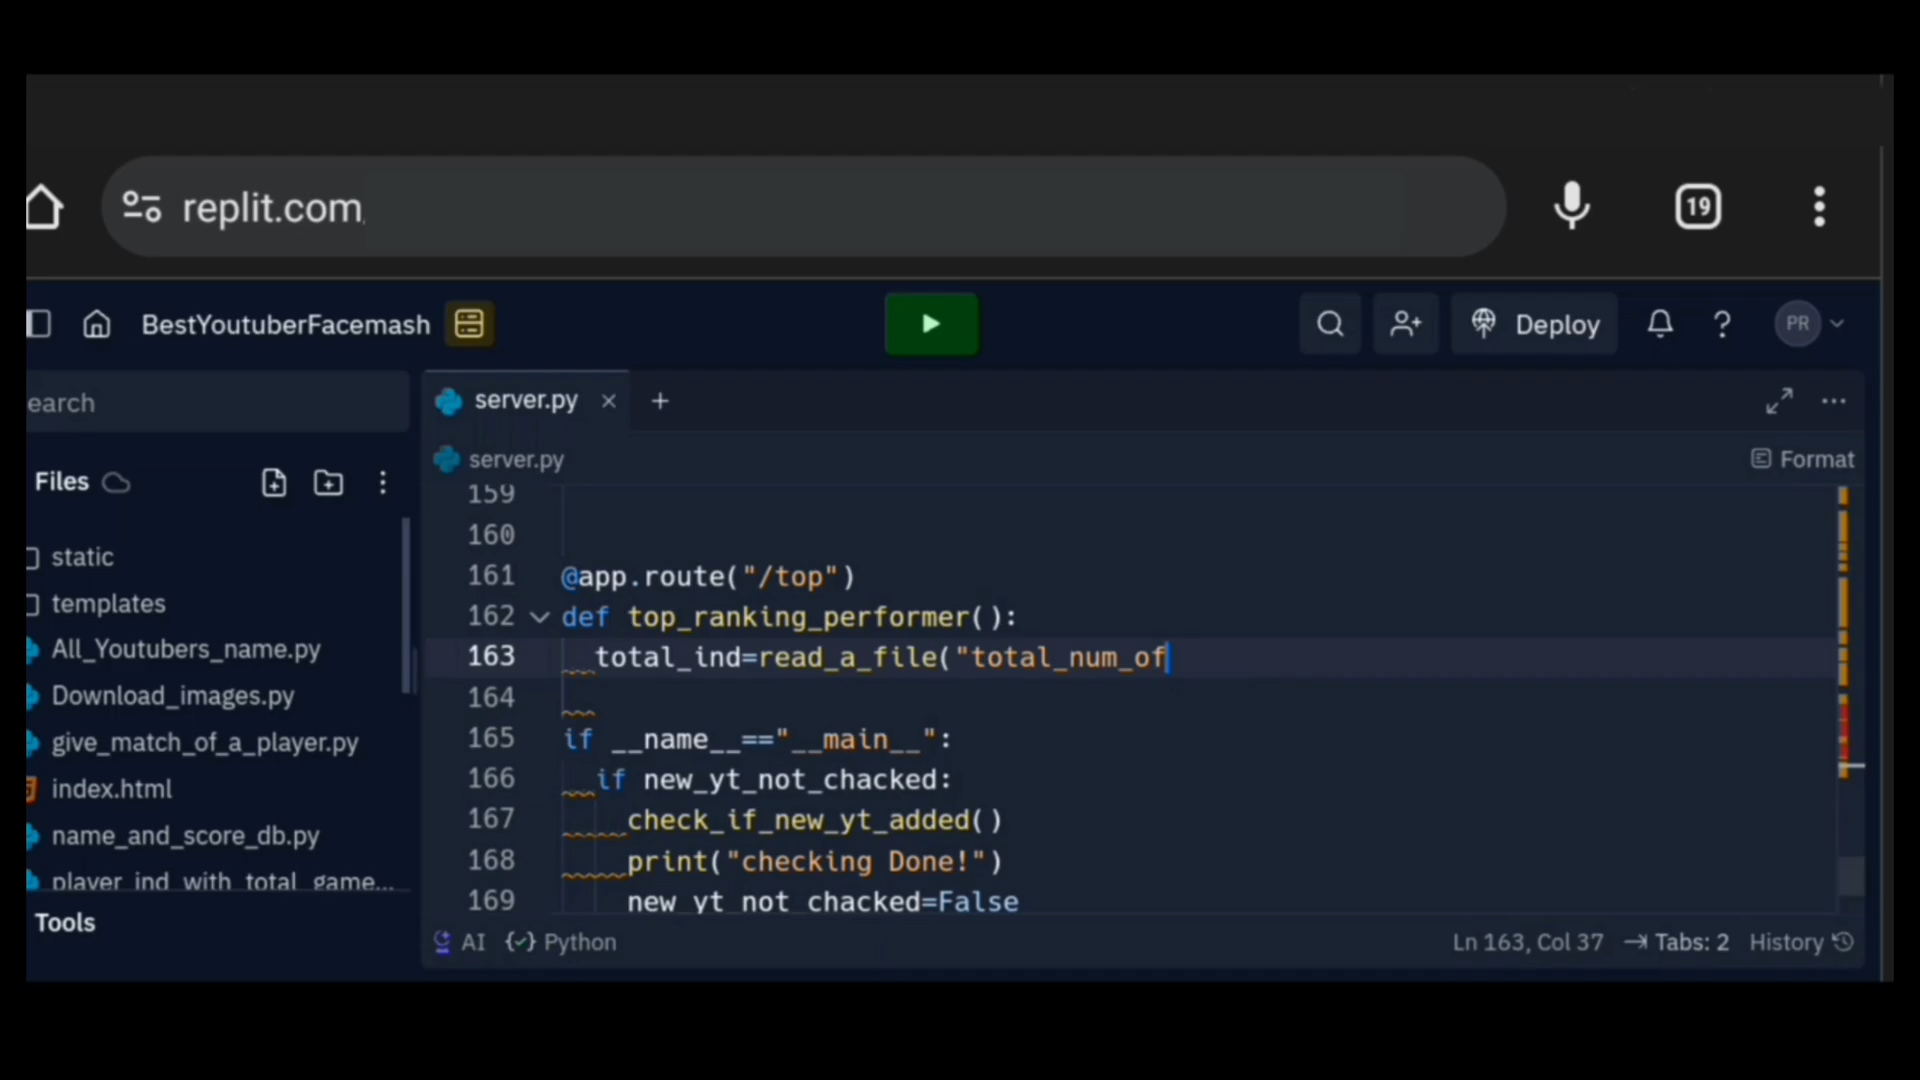 replit.com
19
BestYoutuberFacemash
Deploy
?
PR
earch
server.py
server.py
Format
Files
static
templates
All_Youtubers_name.py
Download_images.py
give_match_of_a_player.py
index.html
name_and_score_db.py
player_ind_with_total_game...
Tools
159
160
161 @app.route("/top")
162 def top_ranking_performer():
163 total_ind=read_a_file("total_num_of
164
165 if __name__=="__main__":
166 if new_yt_not_chacked:
167 check_if_new_yt_added()
168 print("checking Done!")
169 new_yt_not_chacked=False
AI {✓} Python
Ln 163, Col 37 Tabs: 2 History